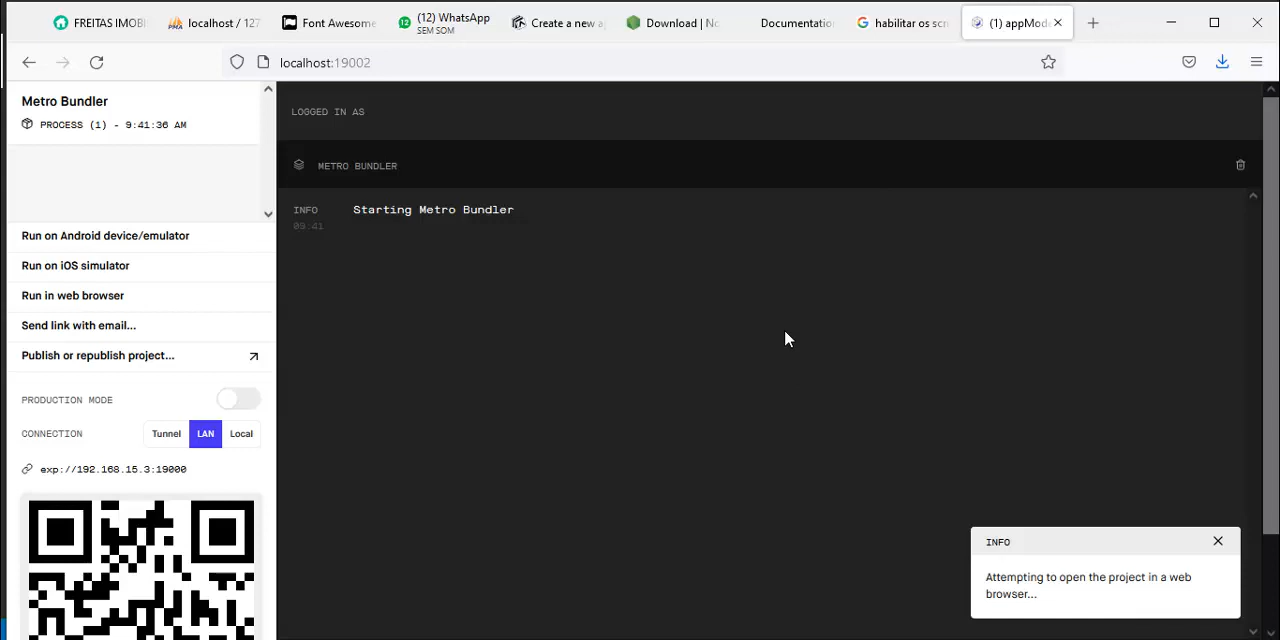 FREITAS IMOBI
localhost / 127
Font Awesome
(12) WhatsApp
SEM SOM
Create a new a
Download | No
Documentation
habilitar os scr
(1) appMod
localhost:19002
Metro Bundler
PROCESS (1) - 9:41:36 AM
LOGGED IN AS
METRO BUNDLER
INFO
Starting Metro Bundler
09:41
Run on Android device/emulator
Run on iOS simulator
Run in web browser
Send link with email...
Publish or republish project...
PRODUCTION MODE
CONNECTION
Tunnel
LAN
Local
exp://192.168.15.3:19000
INFO
Attempting to open the project in a web
browser...